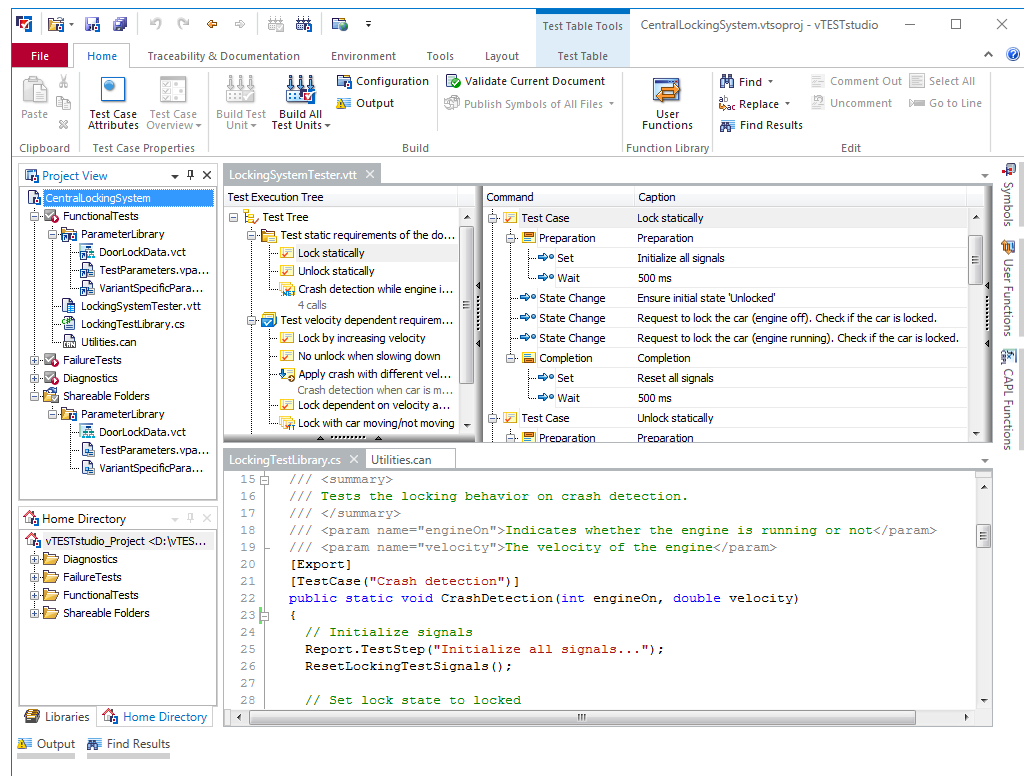 Test Table Tools
CentralLockingSystem.vtsoproj - vTESTstudio
File
Home
Traceability & Documentation
Environment
Tools
Layout
Test Table
Paste
Clipboard
Test Case Attributes
Test Case Overview
Test Case Properties
Build Test Unit
Build All Test Units
Configuration
Output
Validate Current Document
Publish Symbols of All Files
Build
User Functions
Function Library
Find
Replace
Find Results
Comment Out
Uncomment
Select All
Go to Line
Edit
Project View
CentralLockingSystem
FunctionalTests
ParameterLibrary
DoorLockData.vct
TestParameters.vpa...
VariantSpecificPara...
LockingSystemTester.vtt
LockingTestLibrary.cs
Utilities.can
FailureTests
Diagnostics
Shareable Folders
ParameterLibrary
DoorLockData.vct
TestParameters.vpa...
VariantSpecificPara...
Home Directory
vTESTstudio_Project <D:\vTES...
Diagnostics
FailureTests
FunctionalTests
Shareable Folders
Libraries
Home Directory
Output
Find Results
LockingSystemTester.vtt
Test Execution Tree
Test Tree
Test static requirements of the do...
Lock statically
Unlock statically
Crash detection while engine i...
4 calls
Test velocity dependent requirem...
Lock by increasing velocity
No unlock when slowing down
Apply crash with different vel...
Crash detection when car is m...
Lock dependent on velocity a...
Lock with car moving/not moving
Command Caption
Test Case Lock statically
Preparation Preparation
Set Initialize all signals
Wait 500 ms
State Change Ensure initial state 'Unlocked'
State Change Request to lock the car (engine off). Check if the car is locked.
State Change Request to lock the car (engine running). Check if the car is locked.
Completion Completion
Set Reset all signals
Wait 500 ms
Test Case Unlock statically
Preparation Preparation
Symbols
User Functions
CAPL Functions
LockingTestLibrary.cs
Utilities.can
15 /// <summary>
16 /// Tests the locking behavior on crash detection.
17 /// </summary>
18 /// <param name="engineOn">Indicates whether the engine is running or not</param>
19 /// <param name="velocity">The velocity of the engine</param>
20 [Export]
21 [TestCase("Crash detection")]
22 public static void CrashDetection(int engineOn, double velocity)
23 {
24 // Initialize signals
25 Report.TestStep("Initialize all signals...");
26 ResetLockingTestSignals();
27
28 // Set lock state to locked